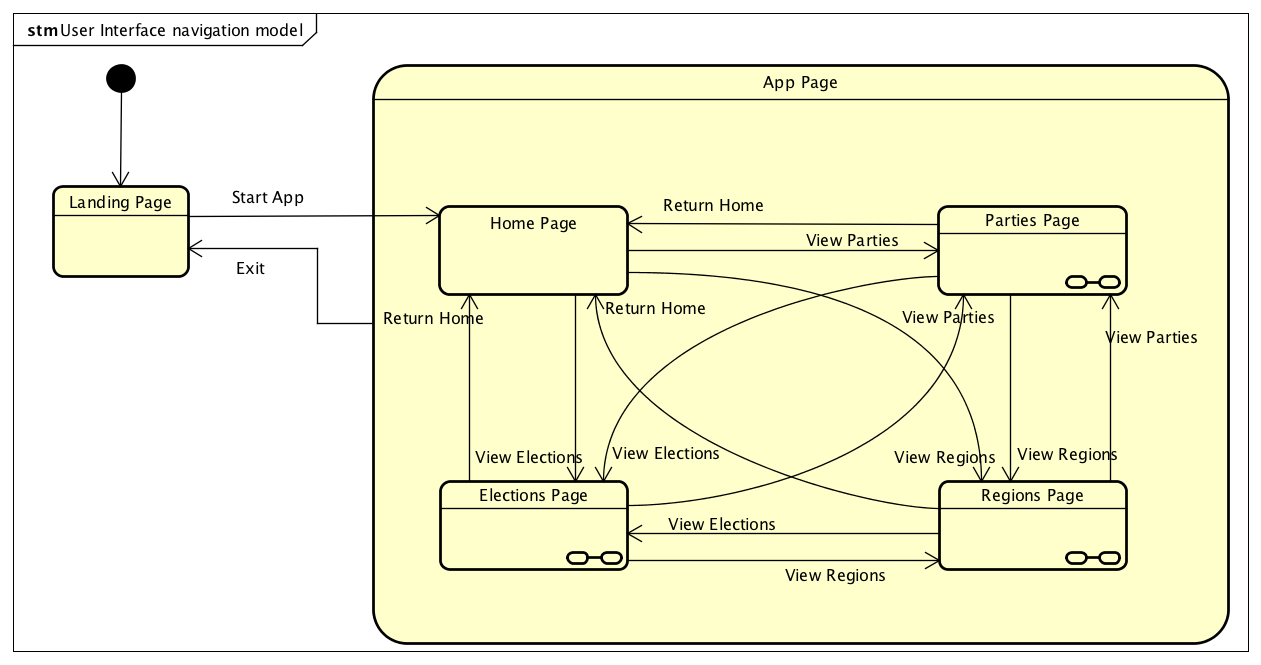 stm User Interface navigation model
App Page
Landing Page
Start App
Exit
Home Page
Return Home
View Parties
Parties Page
Return Home
Return Home
View Parties
View Parties
View Elections
View Elections
View Regions
View Regions
Elections Page
View Elections
View Regions
Regions Page